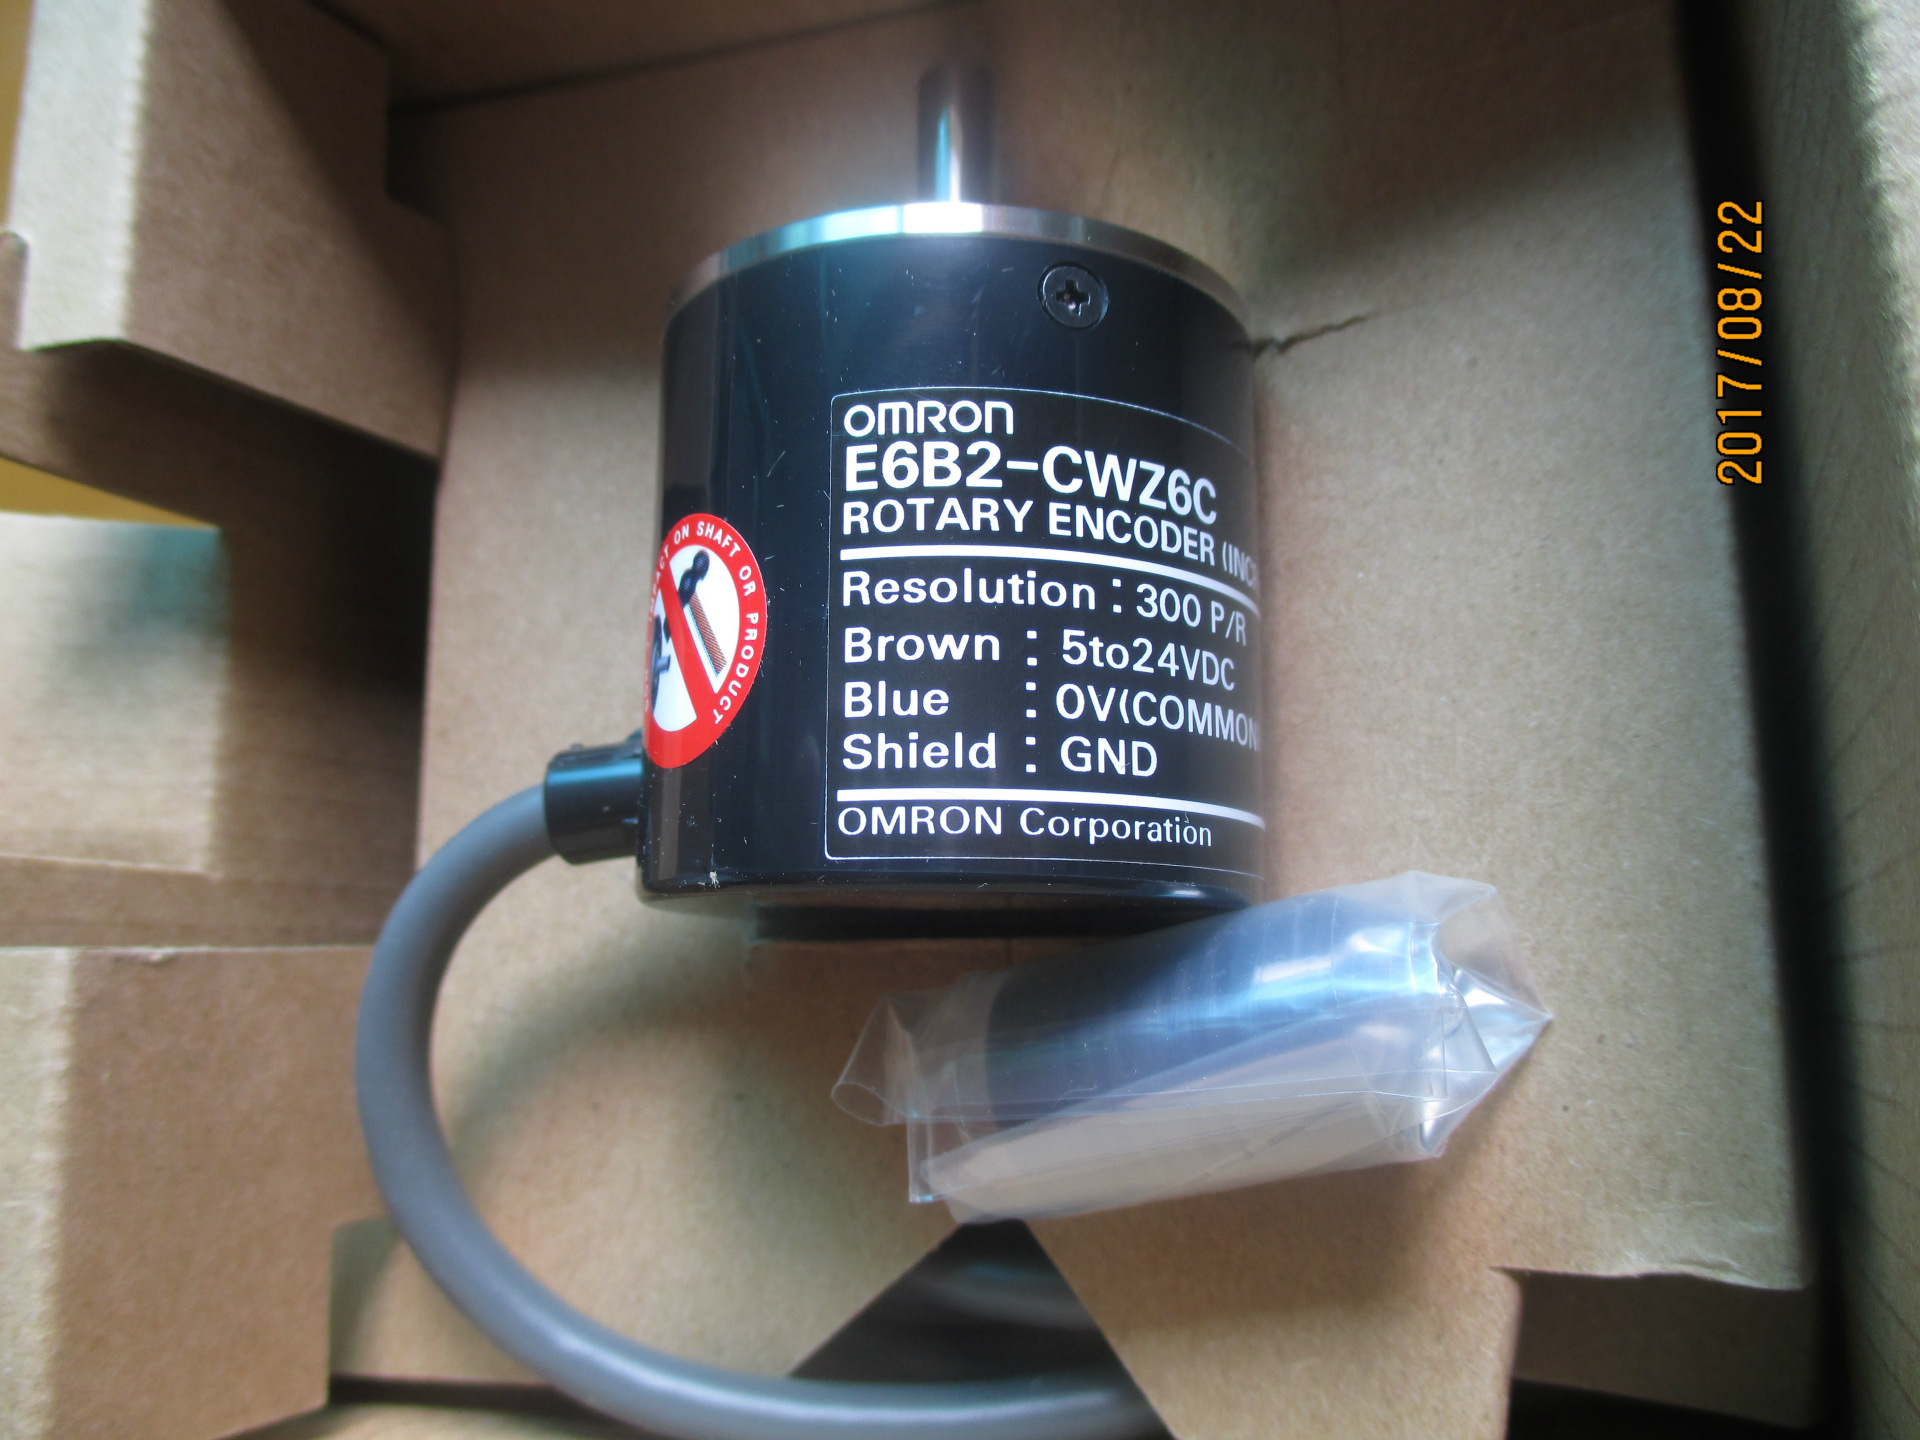 OMRON
E6B2-CWZ6C
ROTARY ENCODER
Resolution : 300 P/R
Brown : 5to24VDC
Blue : 0V(COMMON
Shield : GND
OMRON Corporation
ON SHAFT OR PRODUCT
2017/08/22